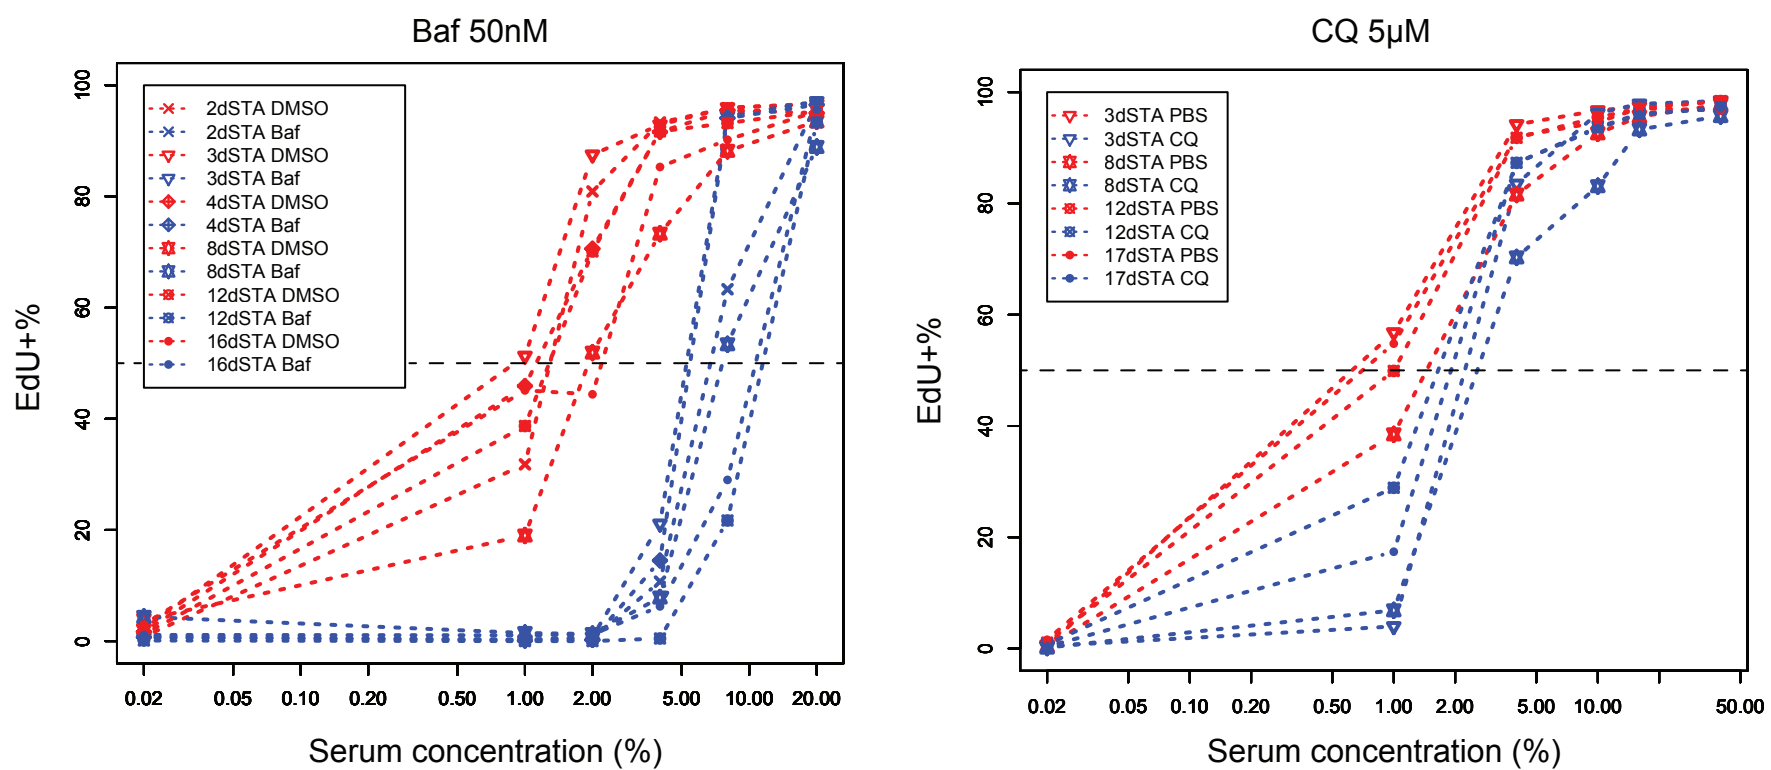 Baf 50nM
EdU+%
100
80
60
40
20
0
2dSTA DMSO
2dSTA Baf
3dSTA DMSO
3dSTA Baf
4dSTA DMSO
4dSTA Baf
8dSTA DMSO
8dSTA Baf
12dSTA DMSO
12dSTA Baf
16dSTA DMSO
16dSTA Baf
0.02 0.05 0.10 0.20 0.50 1.00 2.00 5.00 10.00 20.00
Serum concentration (%)
CQ 5µM
EdU+%
100
80
60
40
20
0
3dSTA PBS
3dSTA CQ
8dSTA PBS
8dSTA CQ
12dSTA PBS
12dSTA CQ
17dSTA PBS
17dSTA CQ
0.02 0.05 0.10 0.20 0.50 1.00 2.00 5.00 10.00 50.00
Serum concentration (%)